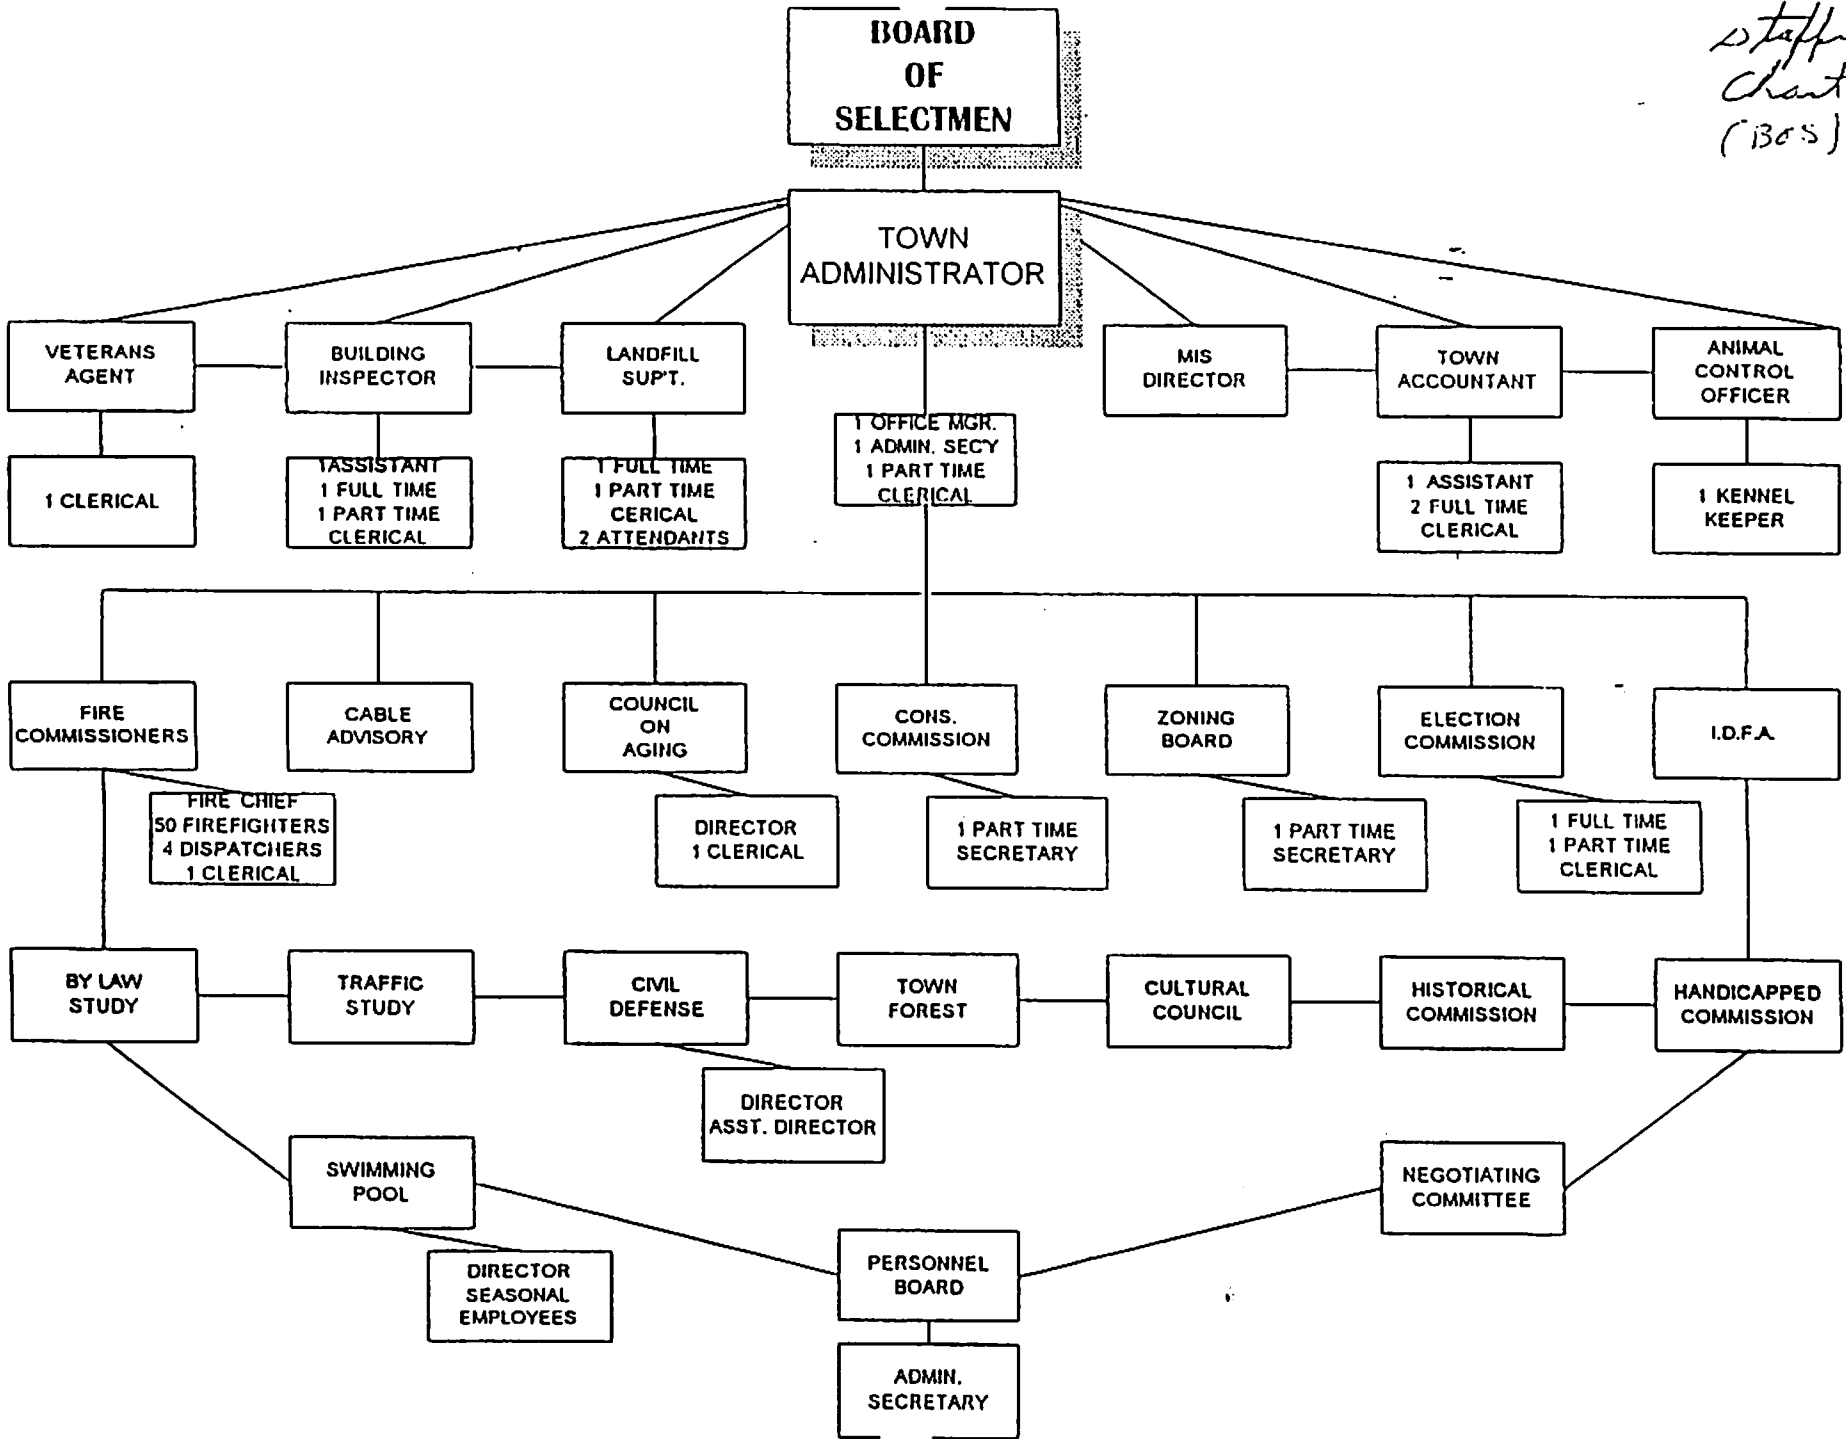 BOARD
OF
SELECTMEN
Chart
(BOS)
TOWN
ADMINISTRATOR
VETERANS
AGENT
BUILDING
INSPECTOR
LANDFILL
SUP'T.
MIS
DIRECTOR
TOWN
ACCOUNTANT
ANIMAL
CONTROL
OFFICER
1 CLERICAL
1ASSISTANT
1 FULL TIME
1 PART TIME
CLERICAL
1 FULL TIME
1 PART TIME
CERICAL
2 ATTENDANTS
1 OFFICE MGR.
1 ADMIN. SEC'Y
1 PART TIME
CLERICAL
1 ASSISTANT
2 FULL TIME
CLERICAL
1 KENNEL
KEEPER
FIRE
COMMISSIONERS
CABLE
ADVISORY
COUNCIL
ON
AGING
CONS.
COMMISSION
ZONING
BOARD
ELECTION
COMMISSION
I.D.F.A.
FIRE CHIEF
50 FIREFIGHTERS
4 DISPATCHERS
1 CLERICAL
DIRECTOR
1 CLERICAL
1 PART TIME
SECRETARY
1 PART TIME
SECRETARY
1 FULL TIME
1 PART TIME
CLERICAL
BY LAW
STUDY
TRAFFIC
STUDY
CIVIL
DEFENSE
TOWN
FOREST
CULTURAL
COUNCIL
HISTORICAL
COMMISSION
HANDICAPPED
COMMISSION
DIRECTOR
ASST. DIRECTOR
SWIMMING
POOL
NEGOTIATING
COMMITTEE
DIRECTOR
SEASONAL
EMPLOYEES
PERSONNEL
BOARD
ADMIN.
SECRETARY